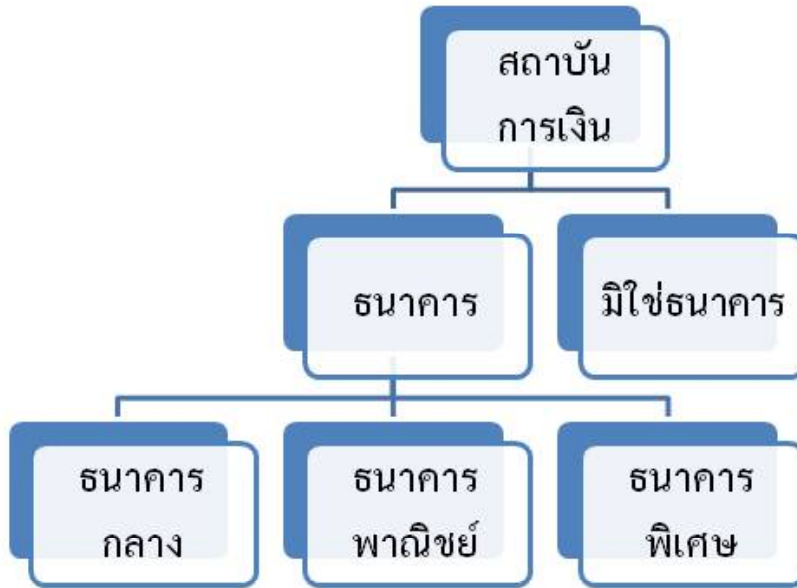 สถาบัน
การเงิน
ธนาคาร
มิใช่ธนาคาร
ธนาคาร
กลาง
ธนาคาร
พาณิชย์
ธนาคาร
พิเศษ